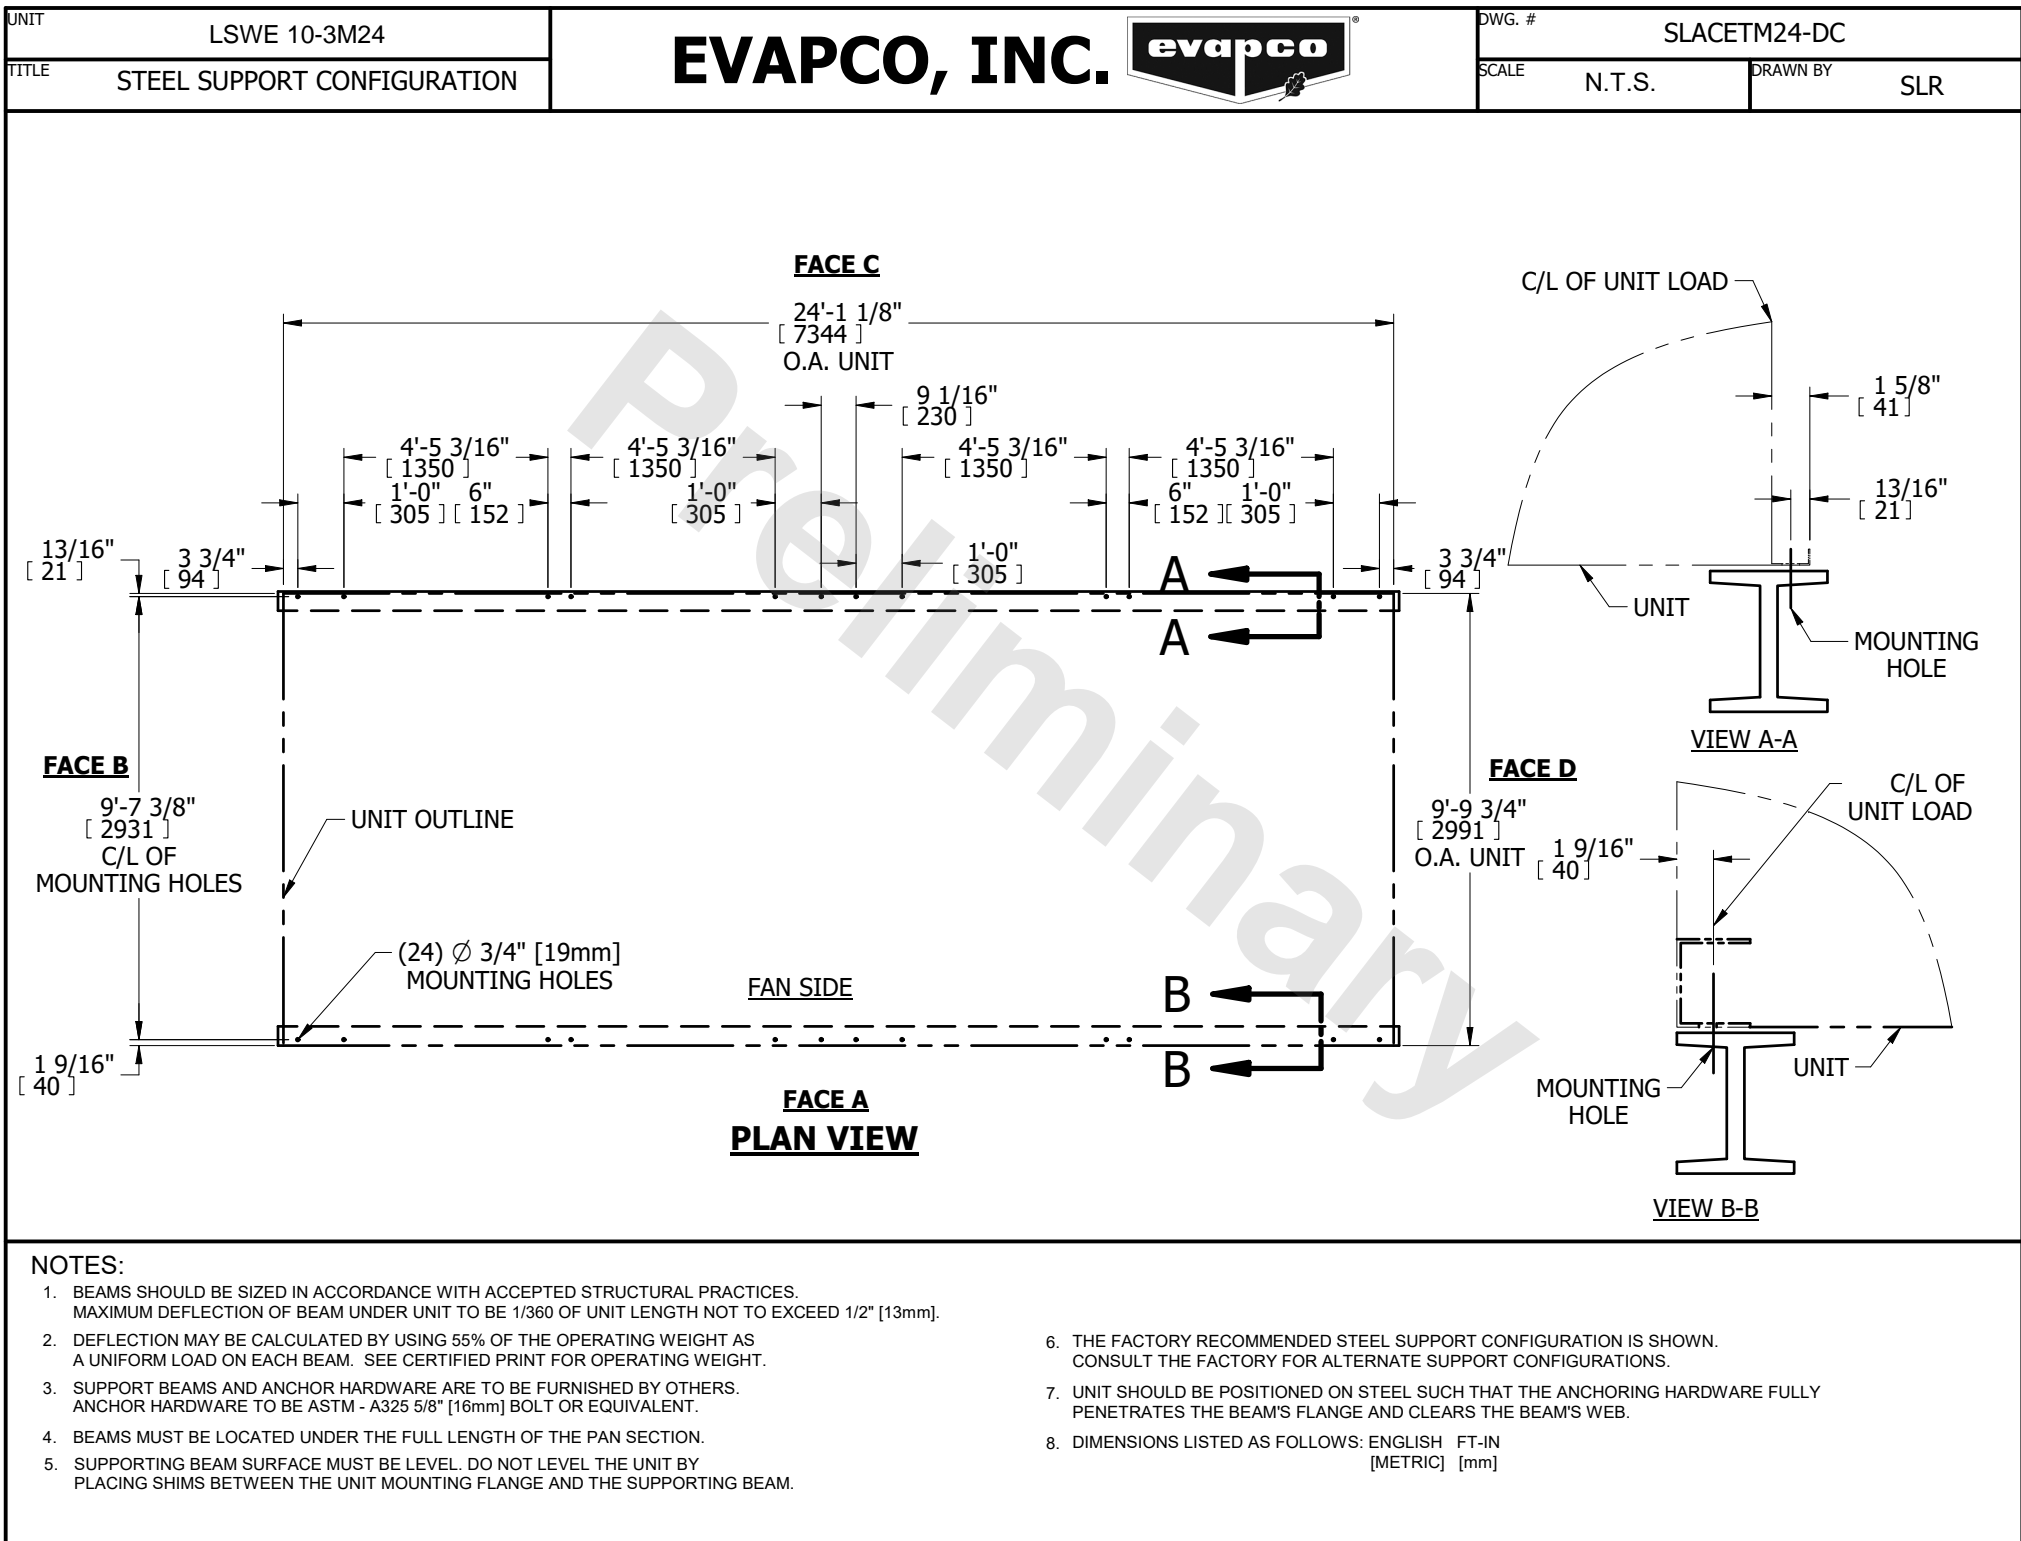 UNIT
LSWE 10-3M24
TITLE
STEEL SUPPORT CONFIGURATION
EVAPCO, INC.
evapco
®
DWG. #
SLACETM24-DC
SCALE
N.T.S.
DRAWN BY
SLR
FACE C
24'-1 1/8"
[ 7344 ]
O.A. UNIT
9 1/16"
[ 230 ]
4'-5 3/16"
[ 1350 ]
4'-5 3/16"
[ 1350 ]
4'-5 3/16"
[ 1350 ]
4'-5 3/16"
[ 1350 ]
1'-0"
[ 305 ]
6"
[ 152 ]
1'-0"
[ 305 ]
6"
[ 152 ]
1'-0"
[ 305 ]
13/16"
[ 21 ]
3 3/4"
[ 94 ]
1'-0"
[ 305 ]
3 3/4"
[ 94 ]
A
A
FACE B
9'-7 3/8"
[ 2931 ]
C/L OF
MOUNTING HOLES
UNIT OUTLINE
FACE D
9'-9 3/4"
[ 2991 ]
O.A. UNIT
(24) ∅ 3/4" [19mm]
MOUNTING HOLES
FAN SIDE
B
B
1 9/16"
[ 40 ]
FACE A
PLAN VIEW
Preliminary
C/L OF UNIT LOAD
1 5/8"
[ 41 ]
13/16"
[ 21 ]
UNIT
MOUNTING
HOLE
VIEW A-A
C/L OF
UNIT LOAD
1 9/16"
[ 40 ]
UNIT
MOUNTING
HOLE
VIEW B-B
NOTES:
1. BEAMS SHOULD BE SIZED IN ACCORDANCE WITH ACCEPTED STRUCTURAL PRACTICES.
MAXIMUM DEFLECTION OF BEAM UNDER UNIT TO BE 1/360 OF UNIT LENGTH NOT TO EXCEED 1/2" [13mm].
2. DEFLECTION MAY BE CALCULATED BY USING 55% OF THE OPERATING WEIGHT AS
A UNIFORM LOAD ON EACH BEAM. SEE CERTIFIED PRINT FOR OPERATING WEIGHT.
3. SUPPORT BEAMS AND ANCHOR HARDWARE ARE TO BE FURNISHED BY OTHERS.
ANCHOR HARDWARE TO BE ASTM - A325 5/8" [16mm] BOLT OR EQUIVALENT.
4. BEAMS MUST BE LOCATED UNDER THE FULL LENGTH OF THE PAN SECTION.
5. SUPPORTING BEAM SURFACE MUST BE LEVEL. DO NOT LEVEL THE UNIT BY
PLACING SHIMS BETWEEN THE UNIT MOUNTING FLANGE AND THE SUPPORTING BEAM.
6. THE FACTORY RECOMMENDED STEEL SUPPORT CONFIGURATION IS SHOWN.
CONSULT THE FACTORY FOR ALTERNATE SUPPORT CONFIGURATIONS.
7. UNIT SHOULD BE POSITIONED ON STEEL SUCH THAT THE ANCHORING HARDWARE FULLY
PENETRATES THE BEAM'S FLANGE AND CLEARS THE BEAM'S WEB.
8. DIMENSIONS LISTED AS FOLLOWS: ENGLISH FT-IN
[METRIC] [mm]